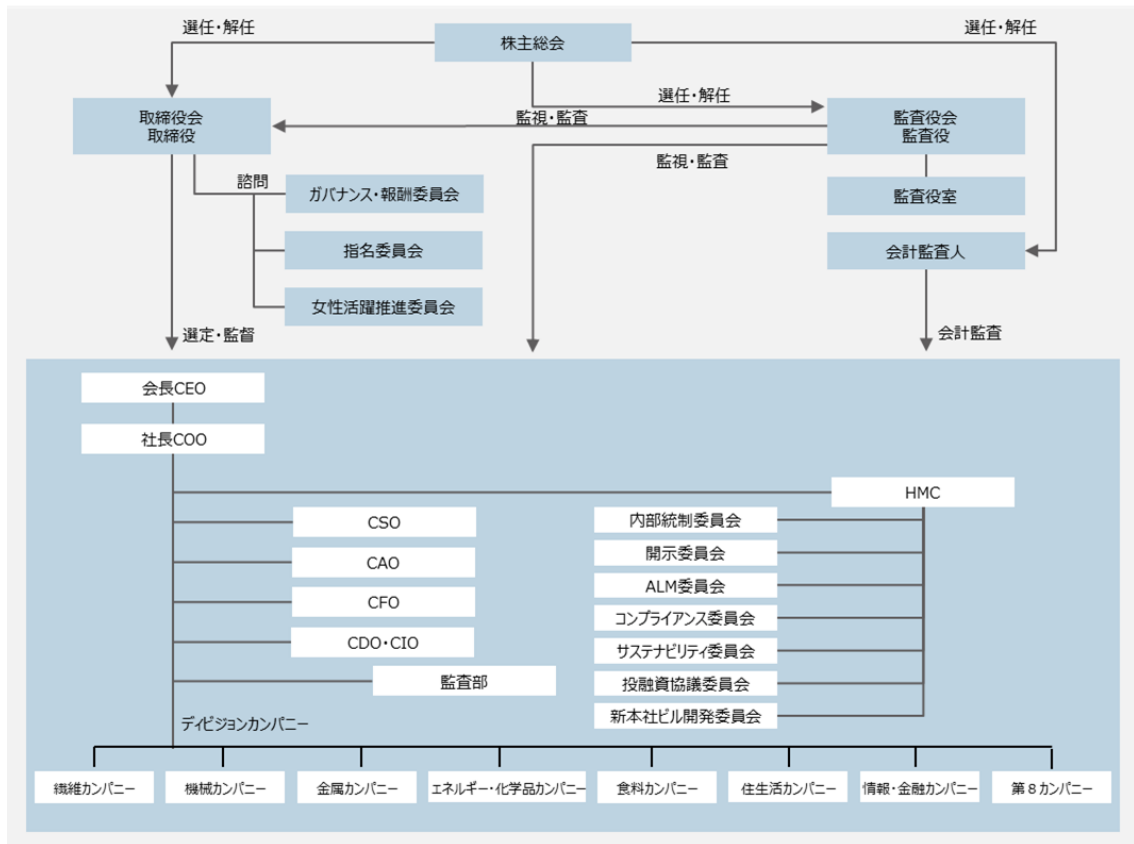 選任・解任
株主総会
選任・解任
選任・解任
取締役会
取締役
監視・監査
監査役会
監査役
監視・監査
諮問
ガバナンス・報酬委員会
監査役室
指名委員会
会計監査人
女性活躍推進委員会
選定・監督
会計監査
会長CEO
社長COO
HMC
CSO
内部統制委員会
開示委員会
CAO
ALM委員会
CFO
コンプライアンス委員会
CDO・CIO
サステナビリティ委員会
監査部
投融資協議委員会
新本社ビル開発委員会
ディビジョンカンパニー
繊維カンパニー
機械カンパニー
金属カンパニー
エネルギー・化学品カンパニー
食料カンパニー
住生活カンパニー
情報・金融カンパニー
第８カンパニー